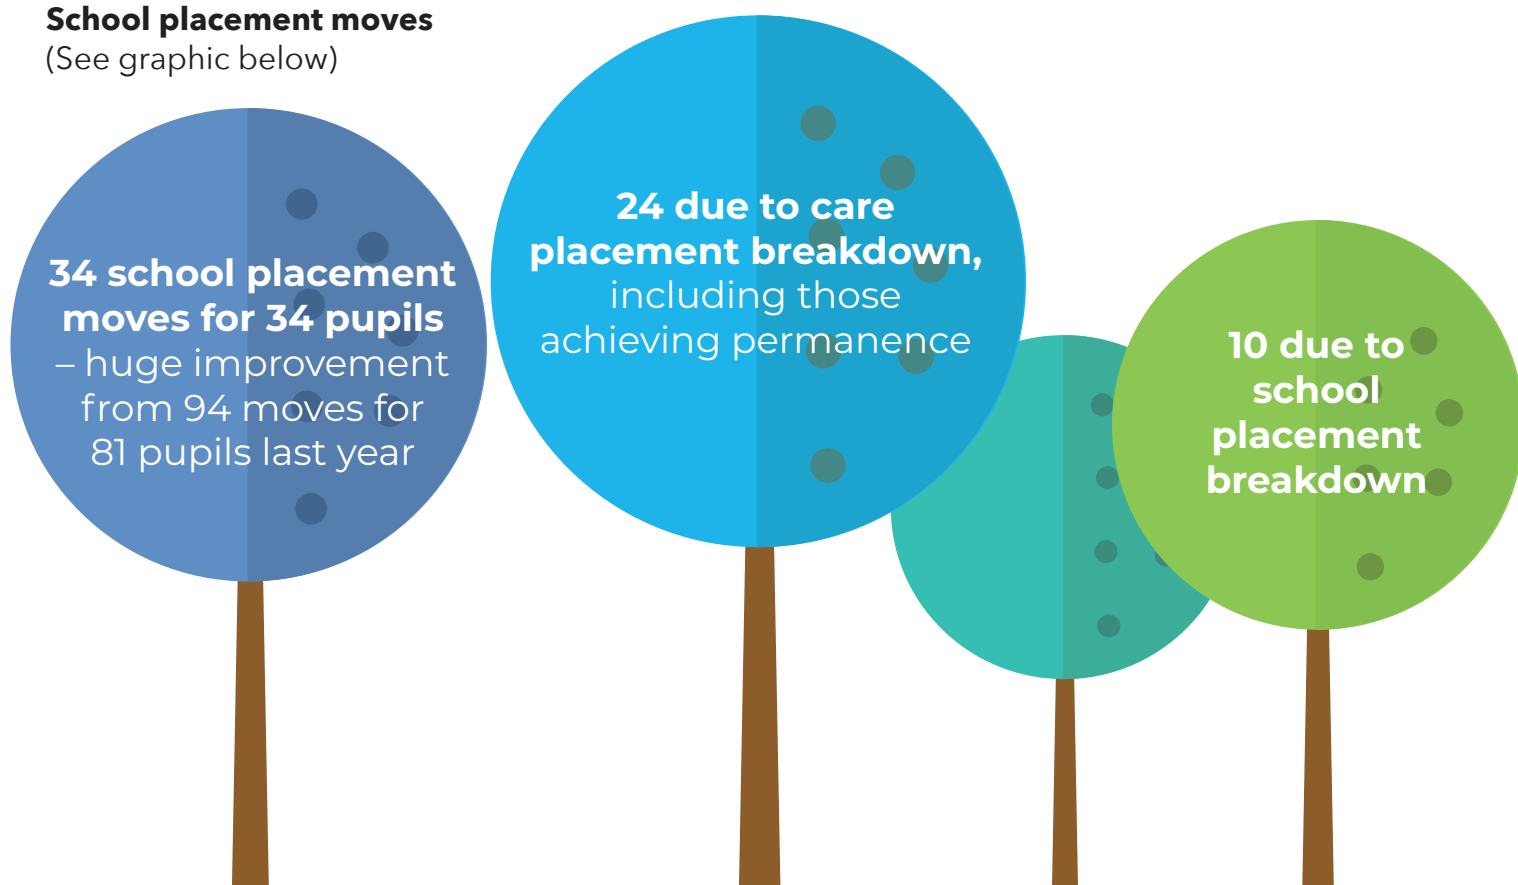 School placement moves
(See graphic below)
34 school placement
moves for 34 pupils
– huge improvement
from 94 moves for
81 pupils last year
24 due to care
placement breakdown,
including those
achieving permanence
10 due to
school
placement
breakdown